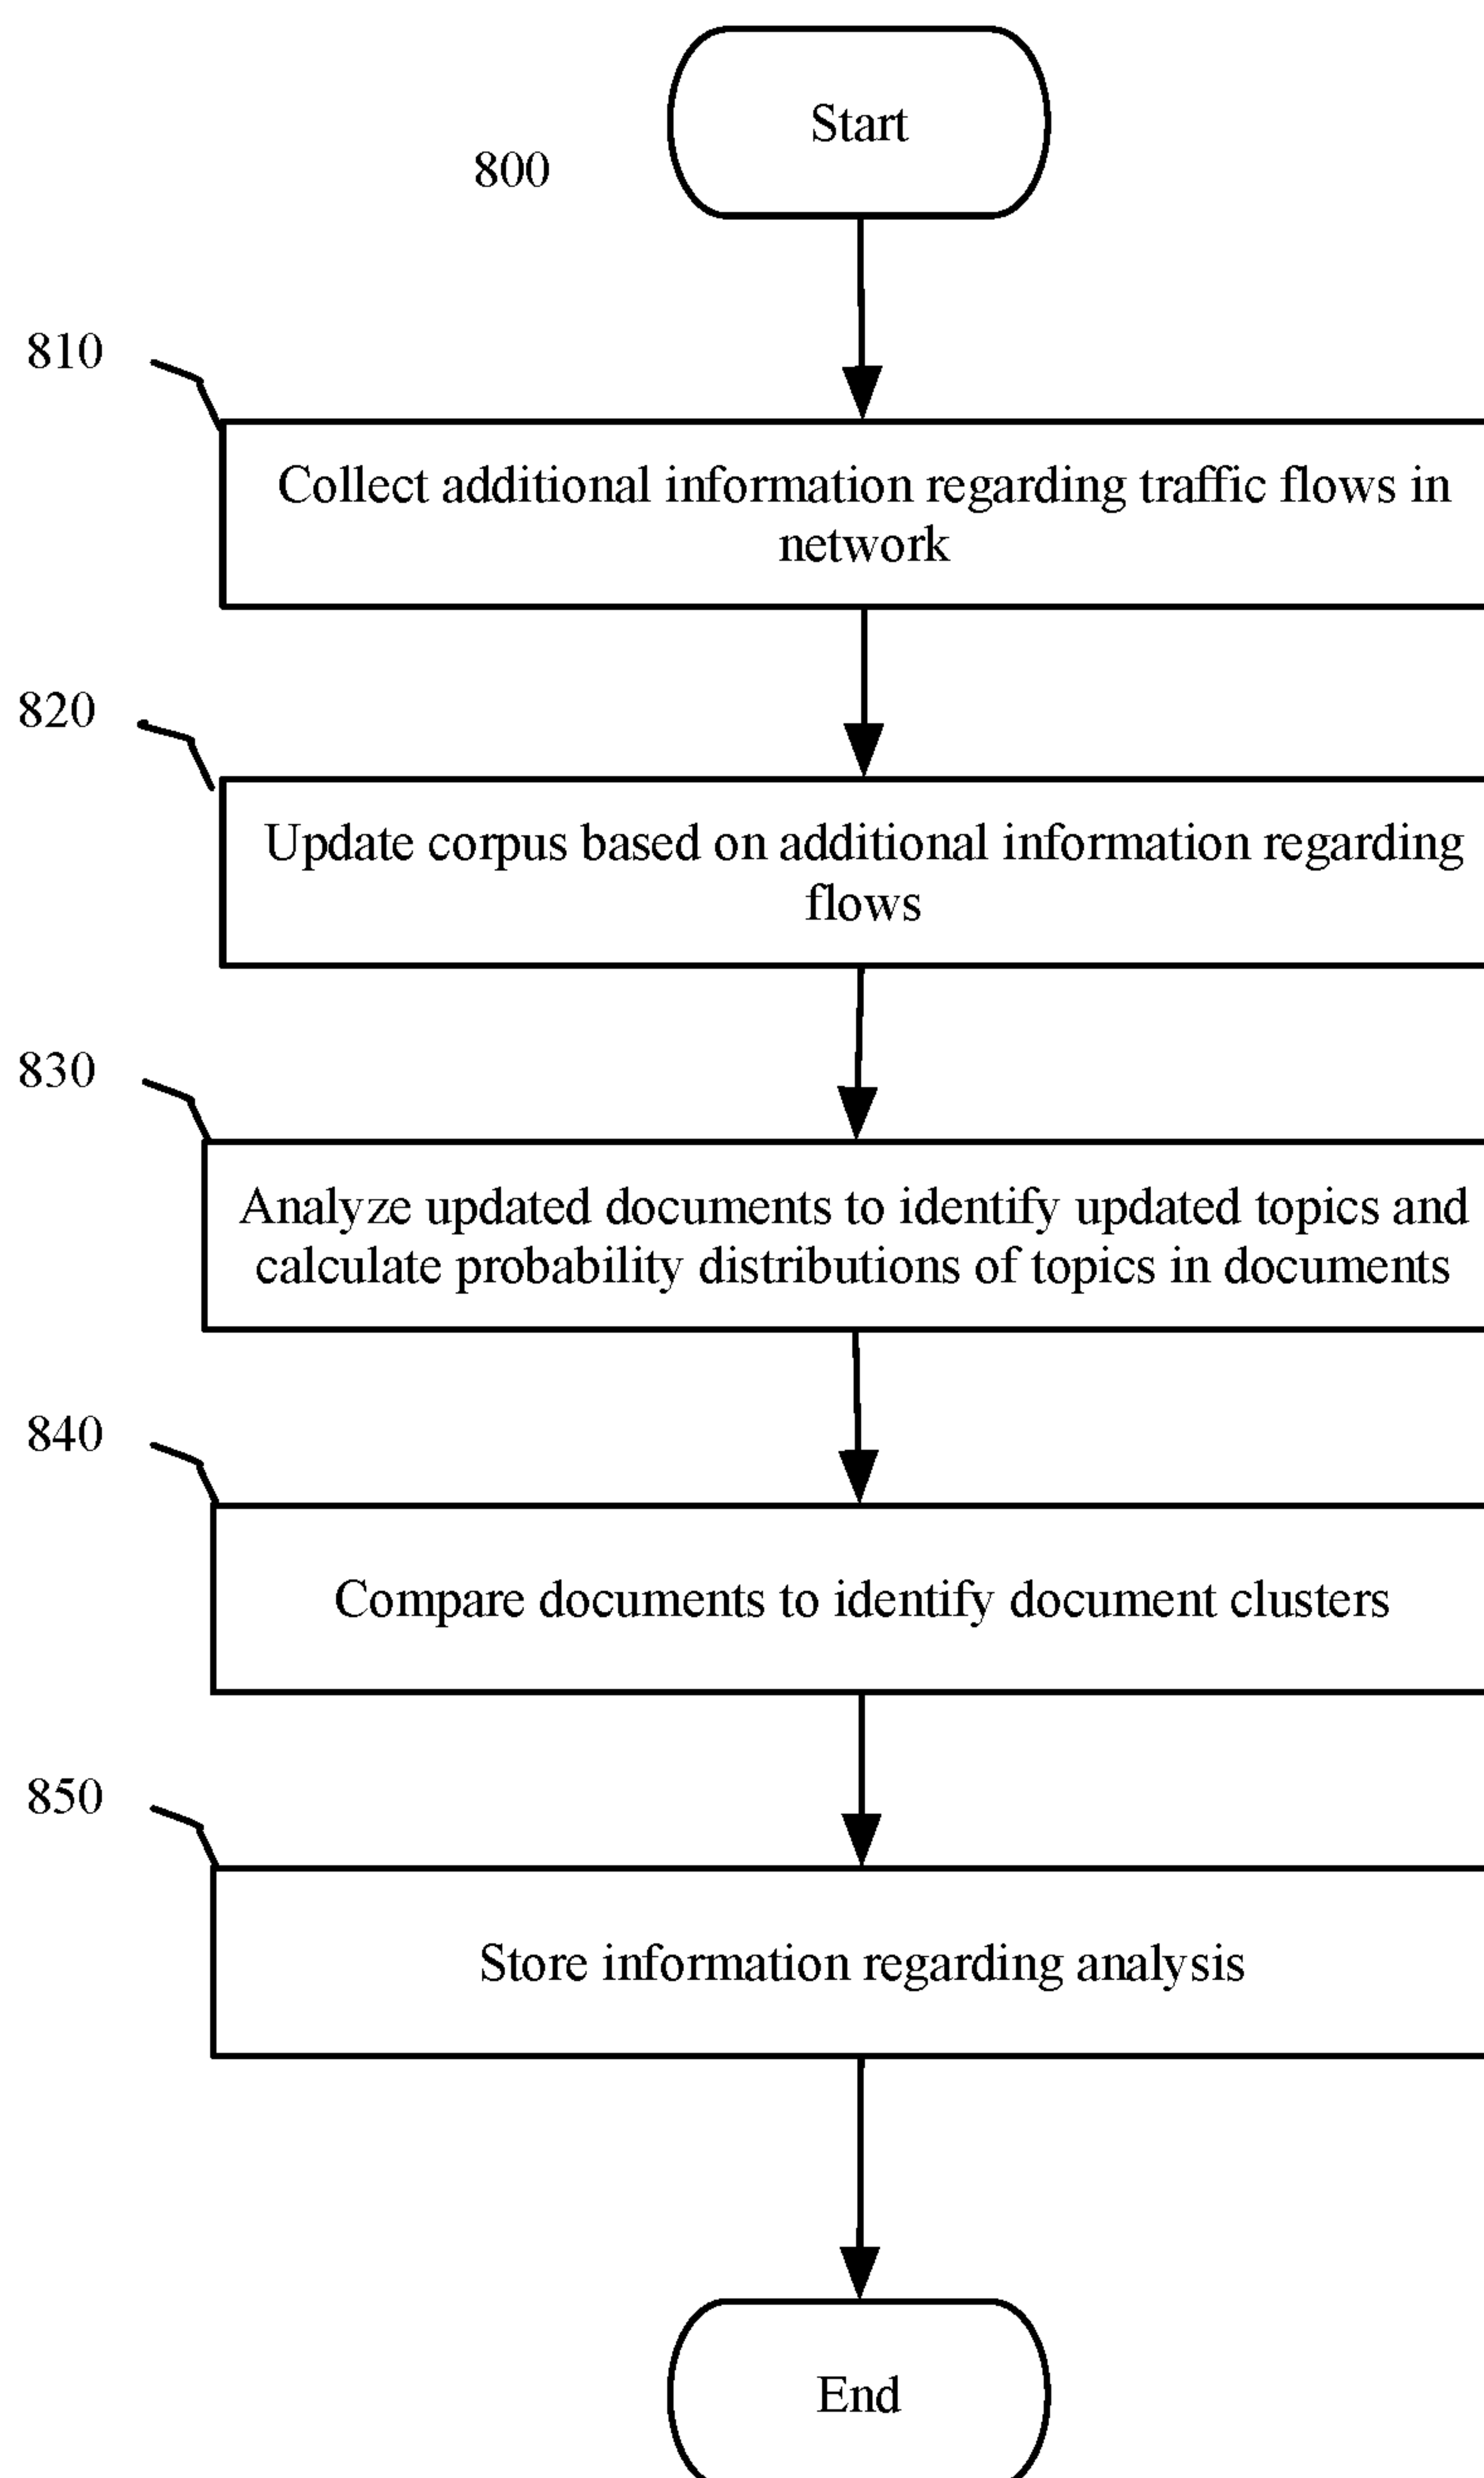 Start
800
810
Collect additional information regarding traffic flows in
network
820
Update corpus based on additional information regarding
flows
830
Analyze updated documents to identify updated topics and
calculate probability distributions of topics in documents
840
Compare documents to identify document clusters
850
Store information regarding analysis
End